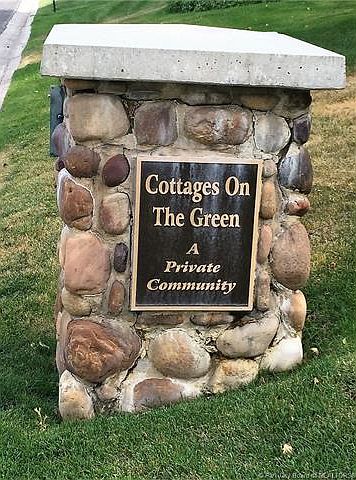 Cottages On
The Green
A
Private
Community